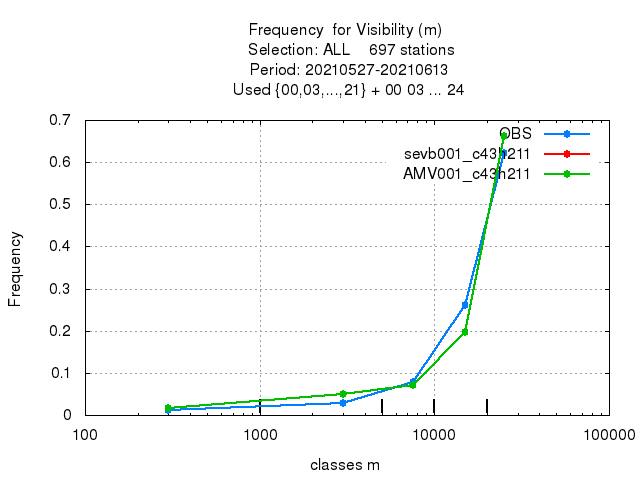 Frequency  for Visibility (m)
Selection: ALL    697 stations
Period: 20210527-20210613
Used {00,03,...,21} + 00 03 ... 24
OBS
sevb001_c43h211
AMV001_c43h211
Frequency
0.7
0.6
0.5
0.4
0.3
0.2
0.1
0
100
1000
10000
100000
classes m